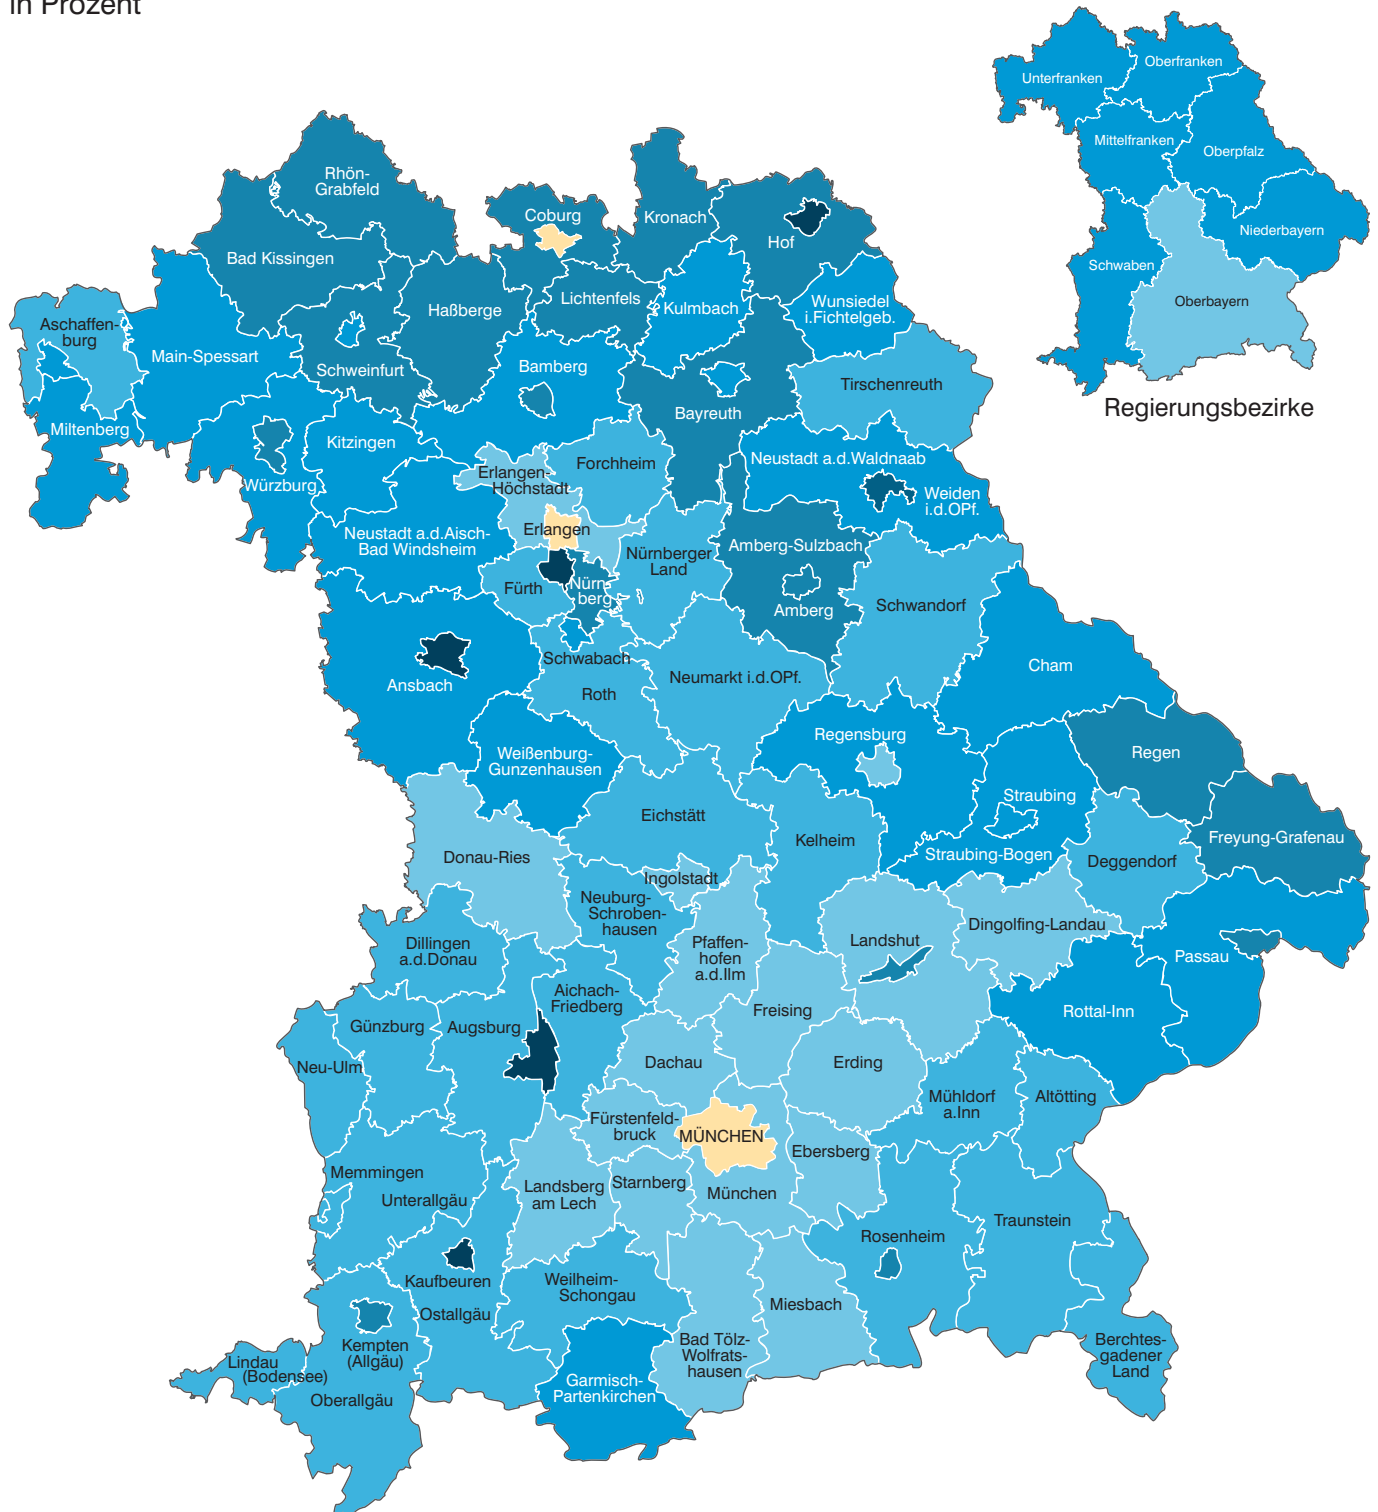 in Prozent
Unterfranken
Oberfranken
Mittelfranken
Oberpfalz
Niederbayern
Schwaben
Oberbayern
Regierungsbezirke
Rhön-
Grabfeld
Coburg
Kronach
Hof
Bad Kissingen
Haßberge
Lichtenfels
Kulmbach
Wunsiedel
i.Fichtelgeb.
Aschaffen-
burg
Main-Spessart
Schweinfurt
Bamberg
Tirschenreuth
Bayreuth
Miltenberg
Kitzingen
Würzburg
Erlangen-
Höchstadt
Forchheim
Neustadt a.d.Waldnaab
Weiden
i.d.OPf.
Neustadt a.d.Aisch-
Bad Windsheim
Erlangen
Nürnberger
Land
Amberg-Sulzbach
Fürth
Nürn-
berg
Amberg
Schwandorf
Ansbach
Schwabach
Roth
Neumarkt i.d.OPf.
Cham
Weißenburg-
Gunzenhausen
Regensburg
Regen
Straubing
Eichstätt
Kelheim
Straubing-Bogen
Deggendorf
Freyung-Grafenau
Donau-Ries
Ingolstadt
Neuburg-
Schroben-
hausen
Dillingen
a.d.Donau
Pfaffen-
hofen
a.d.Ilm
Landshut
Dingolfing-Landau
Passau
Aichach-
Friedberg
Freising
Rottal-Inn
Günzburg
Augsburg
Neu-Ulm
Dachau
Erding
Mühldorf
a.Inn
Altötting
Fürstenfeld-
bruck
MÜNCHEN
Ebersberg
Memmingen
Unterallgäu
Landsberg
am Lech
Starnberg
München
Rosenheim
Traunstein
Kaufbeuren
Ostallgäu
Weilheim-
Schongau
Miesbach
Kempten
(Allgäu)
Lindau
(Bodensee)
Oberallgäu
Garmisch-
Partenkirchen
Bad Tölz-
Wolfrats-
hausen
Berchtes-
gadener
Land